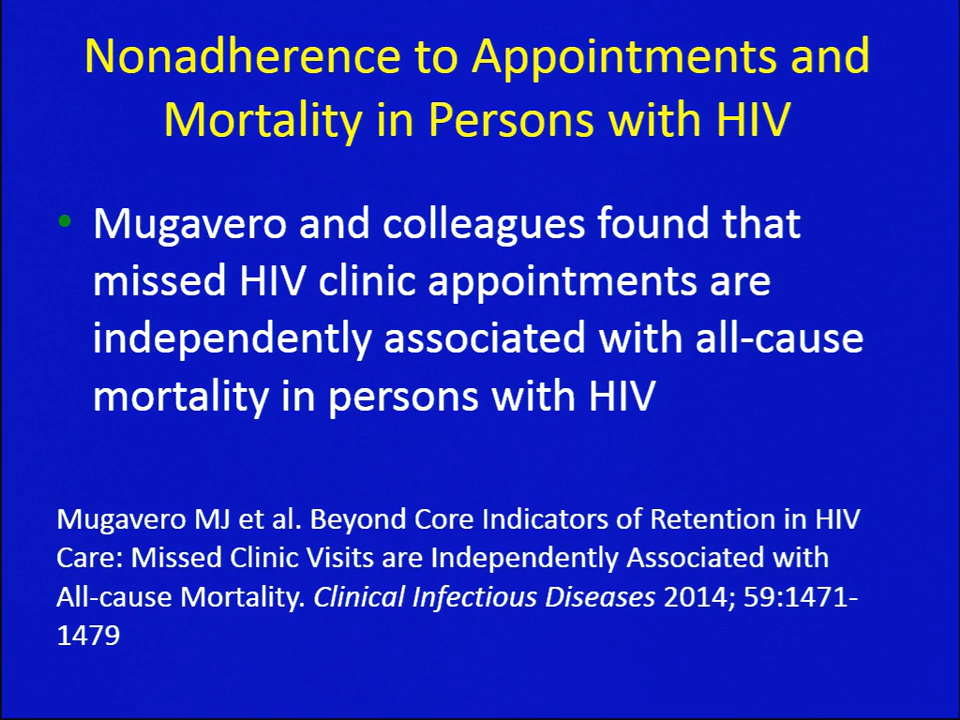 Nonadherence to Appointments and
Mortality in Persons with HIV
• Mugavero and colleagues found that
missed HIV clinic appointments are
independently associated with all-cause
mortality in persons with HIV
Mugavero MJ et al. Beyond Core Indicators of Retention in HIV
Care: Missed Clinic Visits are Independently Associated with
All-cause Mortality. Clinical Infectious Diseases 2014; 59:1471-
1479